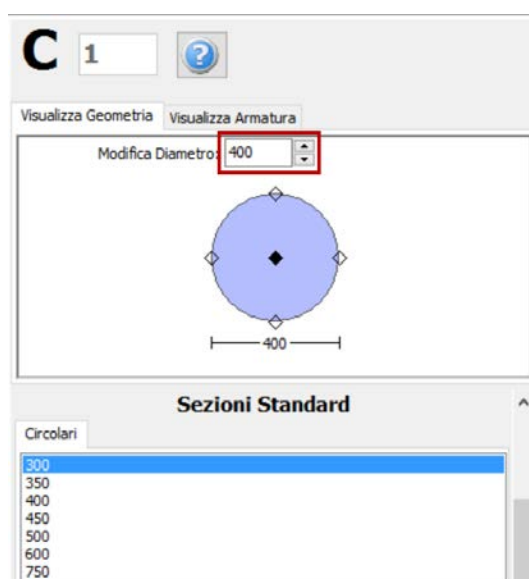 C 1
Visualizza Geometria Visualizza Armatura
Modifica Diametro: 400
400
Sezioni Standard
Circolari
300
350
400
450
500
600
750